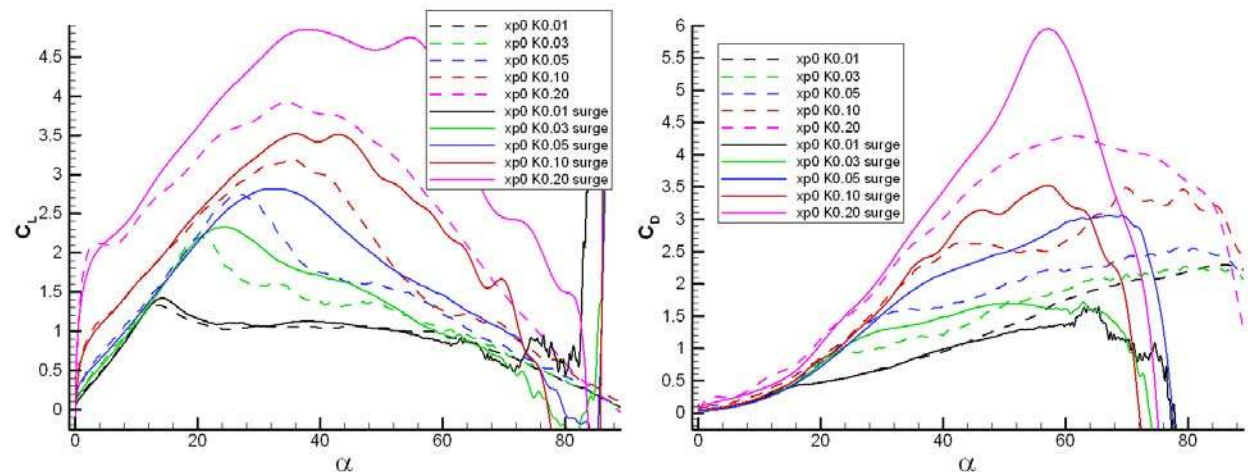 4.5
4
3.5
3
2.5
2
1.5
1
0.5
0
C_L
0 20 40 60 80
α
xp0 K0.01
xp0 K0.03
xp0 K0.05
xp0 K0.10
xp0 K0.20
xp0 K0.01 surge
xp0 K0.03 surge
xp0 K0.05 surge
xp0 K0.10 surge
xp0 K0.20 surge
6
5.5
5
4.5
4
3.5
3
2.5
2
1.5
1
0.5
0
C_D
0 20 40 60 80
α
xp0 K0.01
xp0 K0.03
xp0 K0.05
xp0 K0.10
xp0 K0.20
xp0 K0.01 surge
xp0 K0.03 surge
xp0 K0.05 surge
xp0 K0.10 surge
xp0 K0.20 surge